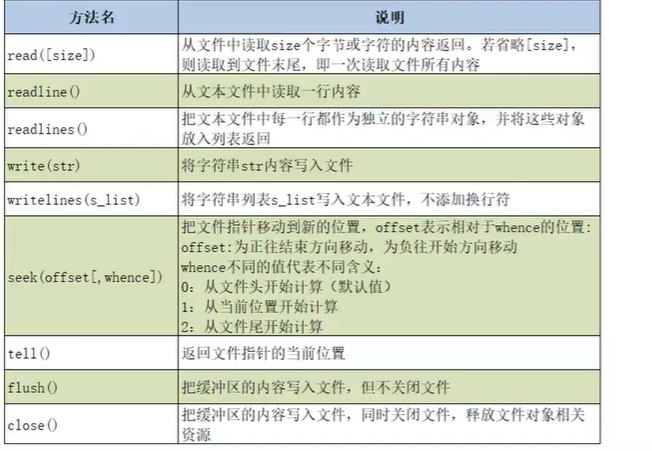 方法名 说明
read([size]) 从文件中读取size个字节或字符的内容返回。若省略[size],
则读取到文件末尾，即一次读取文件所有内容
readline() 从文本文件中读取一行内容
readlines() 把文本文件中每一行都作为独立的字符串对象，并将这些对象
放入列表返回
write(str) 将字符串str内容写入文件
writelines(s_list) 将字符串列表s_list写入文本文件，不添加换行符
seek(offset[,whence]) 把文件指针移动到新的位置，offset表示相对于whence的位置:
offset:为正往结束方向移动，为负往开始方向移动
whence不同的值代表不同含义：
0：从文件头开始计算（默认值）
1：从当前位置开始计算
2：从文件尾开始计算
tell() 返回文件指针的当前位置
flush() 把缓冲区的内容写入文件，但不关闭文件
close() 把缓冲区的内容写入文件，同时关闭文件，释放文件对象相关
资源